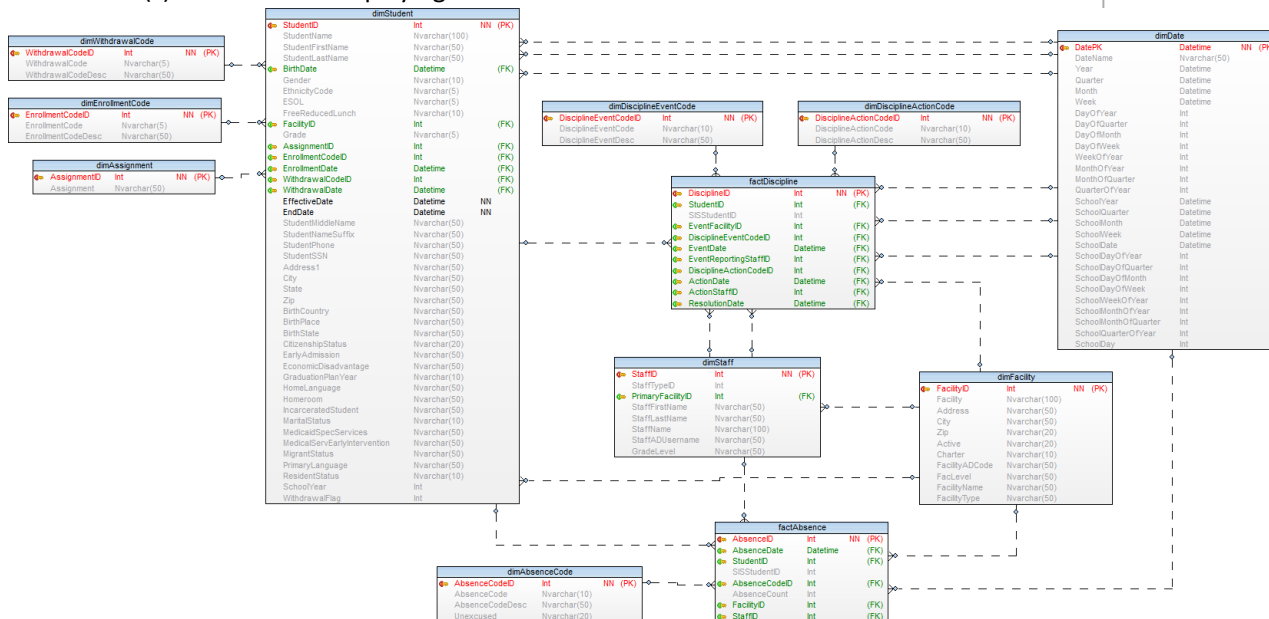 dimStudent
StudentID Int NN (PK)
StudentName Nvarchar(100)
StudentFirstName Nvarchar(50)
StudentLastName Nvarchar(50)
BirthDate Datetime (FK)
Gender Nvarchar(10)
EthnicityCode Nvarchar(5)
ESOL Nvarchar(5)
FreeReducedLunch Nvarchar(10)
FacilityID Int (FK)
Grade Nvarchar(5)
AssignmentID Int (FK)
EnrollmentCodeID Int (FK)
EnrollmentDate Datetime (FK)
WithdrawalCodeID Int (FK)
WithdrawalDate Datetime (FK)
EffectiveDate Datetime NN
EndDate Datetime NN
StudentMiddleName Nvarchar(50)
StudentNameSuffix Nvarchar(50)
StudentPhone Nvarchar(50)
StudentSSN Nvarchar(50)
Address1 Nvarchar(50)
City Nvarchar(50)
State Nvarchar(50)
Zip Nvarchar(50)
BirthCountry Nvarchar(50)
BirthPlace Nvarchar(50)
BirthState Nvarchar(50)
CitizenshipStatus Nvarchar(20)
EarlyAdmission Nvarchar(50)
EconomicDisadvantage Nvarchar(50)
GraduationPlanYear Nvarchar(10)
HomeLanguage Nvarchar(50)
Homeroom Nvarchar(50)
IncarceratedStudent Nvarchar(50)
MaritalStatus Nvarchar(10)
MedicaidSpecServices Nvarchar(50)
MedicalServEarlyIntervention Nvarchar(50)
MigrantStatus Nvarchar(50)
PrimaryLanguage Nvarchar(50)
ResidentStatus Nvarchar(10)
SchoolYear Int
WithdrawalFlag Int
dimWithdrawalCode
WithdrawalCodeID Int NN (PK)
WithdrawalCode Nvarchar(5)
WithdrawalCodeDesc Nvarchar(50)
dimEnrollmentCode
EnrollmentCodeID Int NN (PK)
EnrollmentCode Nvarchar(5)
EnrollmentCodeDesc Nvarchar(50)
dimAssignment
AssignmentID Int NN (PK)
Assignment Nvarchar(50)
dimDisciplineEventCode
DisciplineEventCodeID Int NN (PK)
DisciplineEventCode Nvarchar(10)
DisciplineEventDesc Nvarchar(50)
dimDisciplineActionCode
DisciplineActionCodeID Int NN (PK)
DisciplineActionCode Nvarchar(10)
DisciplineActionDesc Nvarchar(50)
dimDate
DatePK Datetime NN (PK
DateName Nvarchar(50)
Year Datetime
Quarter Datetime
Month Datetime
Week Datetime
DayOfYear Int
DayOfQuarter Int
DayOfMonth Int
DayOfWeek Int
WeekOfYear Int
MonthOfYear Int
MonthOfQuarter Int
QuarterOfYear Int
SchoolYear Datetime
SchoolQuarter Datetime
SchoolMonth Datetime
SchoolWeek Datetime
SchoolDate Datetime
SchoolDayOfYear Int
SchoolDayOfQuarter Int
SchoolDayOfMonth Int
SchoolDayOfWeek Int
SchoolWeekOfYear Int
SchoolMonthOfYear Int
SchoolMonthOfQuarter Int
SchoolQuarterOfYear Int
SchoolDay Int
factDiscipline
DisciplineID Int NN (PK)
StudentID Int (FK)
SISStudentID Int
EventFacilityID Int (FK)
DisciplineEventCodeID Int (FK)
EventDate Datetime (FK)
EventReportingStaffID Int (FK)
DisciplineActionCodeID Int (FK)
ActionDate Datetime (FK)
ActionStaffID Int (FK)
ResolutionDate Datetime (FK)
dimStaff
StaffID Int NN (PK)
StaffTypeID Int
PrimaryFacilityID Int (FK)
StaffFirstName Nvarchar(50)
StaffLastName Nvarchar(50)
StaffName Nvarchar(100)
StaffADUsername Nvarchar(50)
GradeLevel Nvarchar(50)
dimFacility
FacilityID Int NN (PK)
Facility Nvarchar(100)
Address Nvarchar(50)
City Nvarchar(50)
Zip Nvarchar(20)
Active Nvarchar(20)
Charter Nvarchar(10)
FacilityADCode Nvarchar(50)
FacLevel Nvarchar(50)
FacilityName Nvarchar(50)
FacilityType Nvarchar(50)
factAbsence
AbsenceID Int NN (PK)
AbsenceDate Datetime (FK)
StudentID Int (FK)
SISStudentID Int
AbsenceCodeID Int (FK)
AbsenceCount Int
FacilityID Int (FK)
StaffID Int (FK)
dimAbsenceCode
AbsenceCodeID Int NN (PK)
AbsenceCode Nvarchar(10)
AbsenceCodeDesc Nvarchar(50)
Unexcused Nvarchar(20)